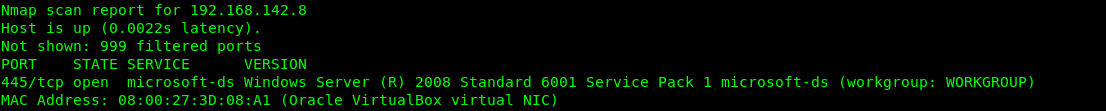 Nmap scan report for 192.168.142.8
Host is up (0.0022s latency).
Not shown: 999 filtered ports
PORT    STATE SERVICE      VERSION
445/tcp open  microsoft-ds Windows Server (R) 2008 Standard 6001 Service Pack 1 microsoft-ds (workgroup: WORKGROUP)
MAC Address: 08:00:27:3D:08:A1 (Oracle VirtualBox virtual NIC)